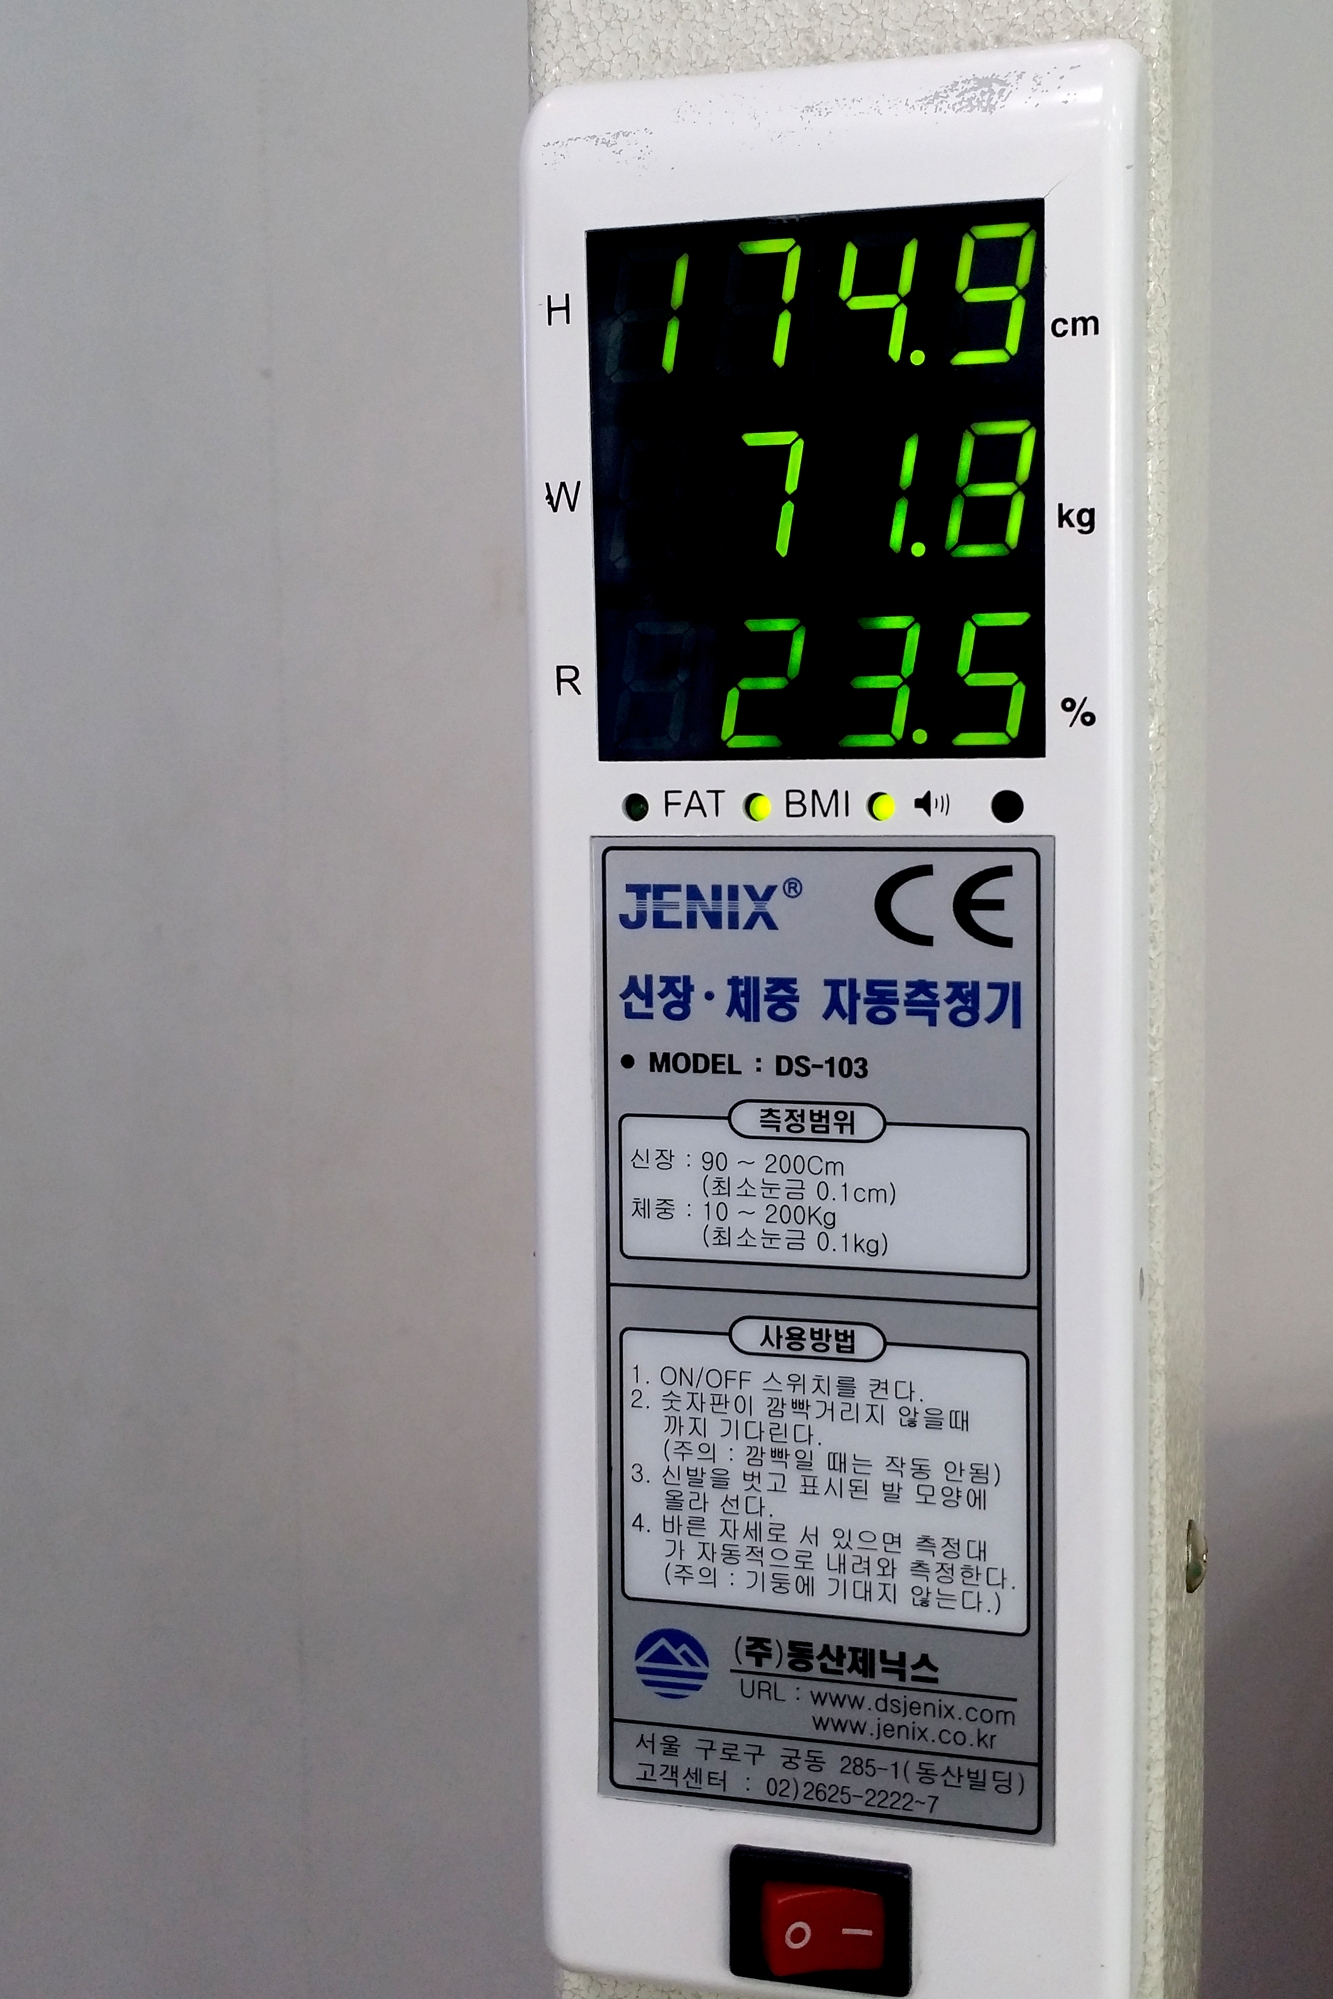 H 174.9 cm
W 71.8 kg
R 23.5 %
FAT BMI
JENIX® CE
신장·체중 자동측정기
• MODEL : DS-103
측정범위
신장 : 90 ~ 200Cm
(최소눈금 0.1cm)
체중 : 10 ~ 200Kg
(최소눈금 0.1kg)
사용방법
1. ON/OFF 스위치를 켠다.
2. 숫자판이 깜빡거리지 않을때
까지 기다린다.
(주의 : 깜빡일 때는 작동 안됨)
3. 신발을 벗고 표시된 발 모양에
올라 선다.
4. 바른 자세로 서 있으면 측정대
가 자동적으로 내려와 측정한다.
(주의 : 기둥에 기대지 않는다.)
(주)동산제닉스
URL : www.dsjenix.com
www.jenix.co.kr
서울 구로구 궁동 285-1(동산빌딩)
고객센터 : 02)2625-2222~7
O —